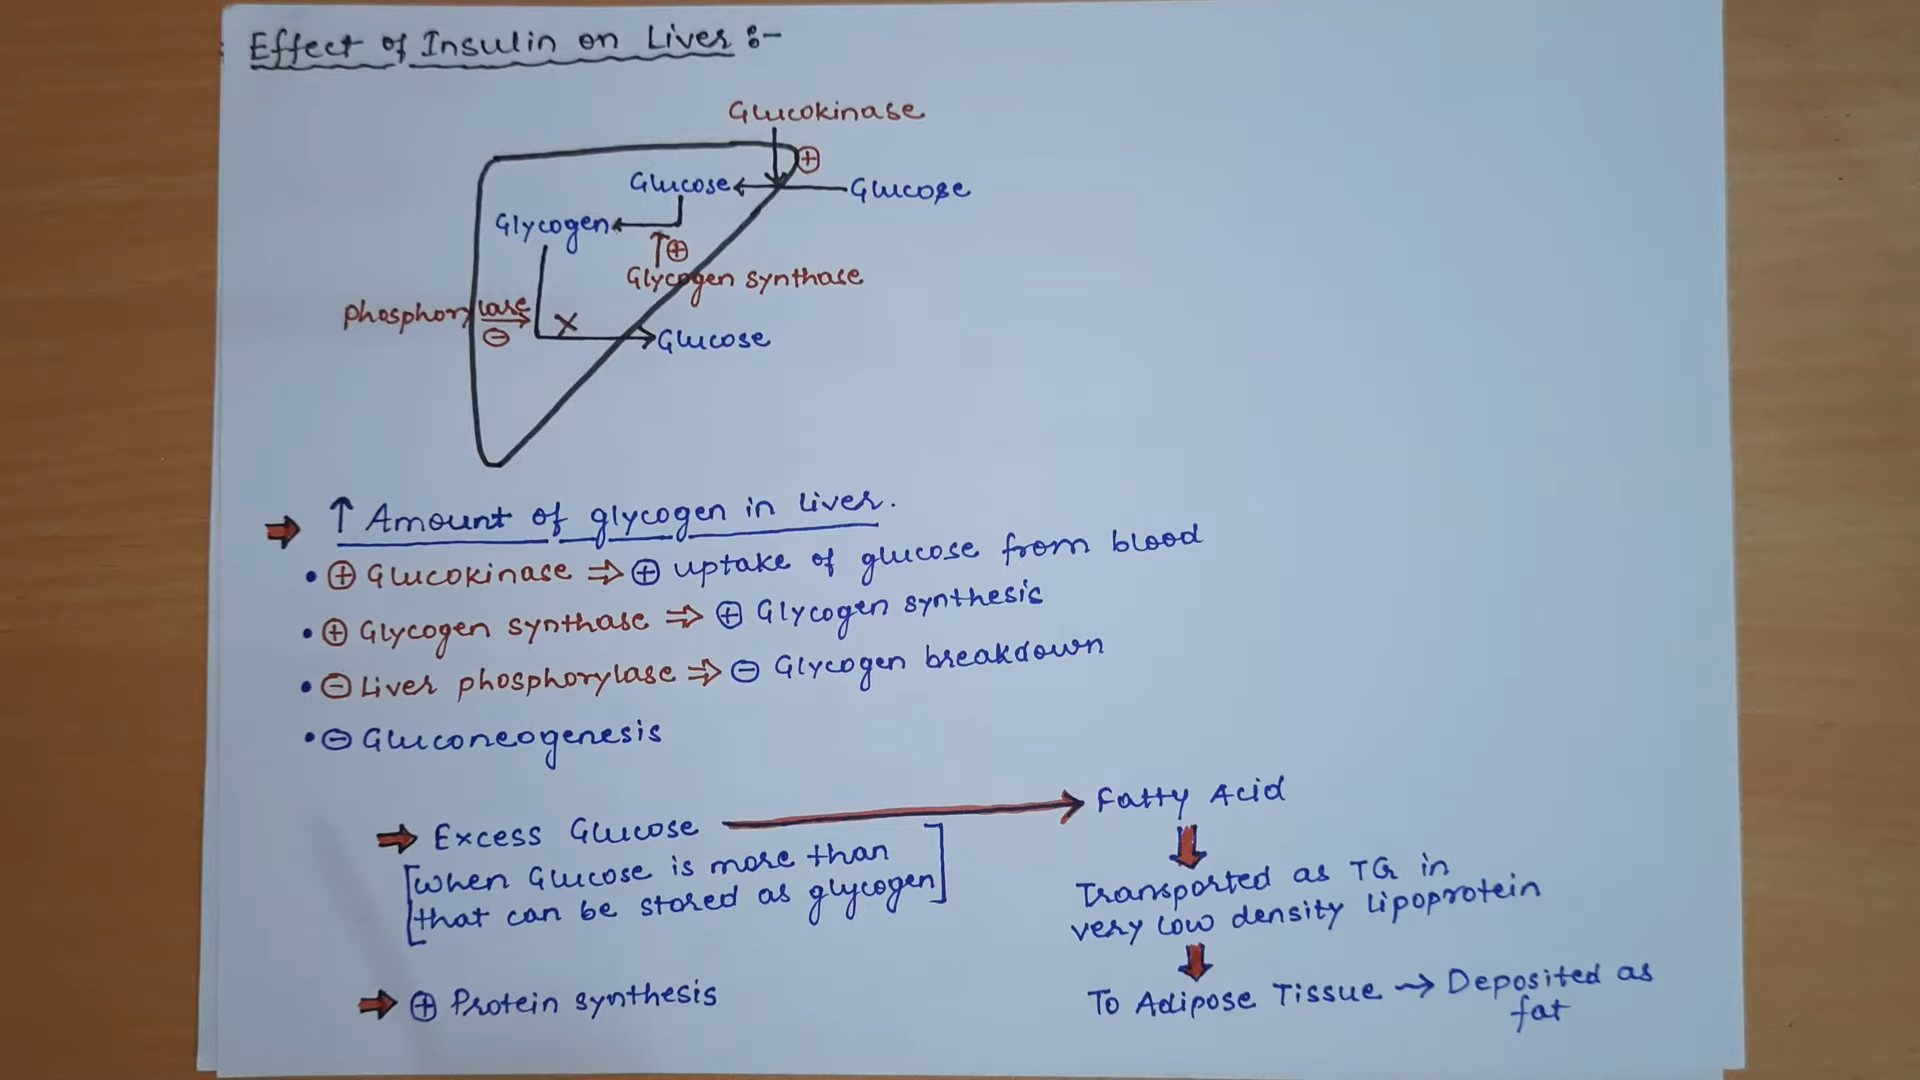 Effect of Insulin on Liver :-
Glucokinase
⊕
Glucose ← Glucose
Glycogen ←
↑⊕
Glycogen synthase
phosphorylase
⊖ X → Glucose
➡ ↑ Amount of glycogen in Liver.
• ⊕ Glucokinase ⇒ ⊕ uptake of glucose from blood
• ⊕ Glycogen synthase ⇒ ⊕ Glycogen synthesis
• ⊖ Liver phosphorylase ⇒ ⊖ Glycogen breakdown
• ⊖ Gluconeogenesis
➡ Excess Glucose → Fatty Acid
[when Glucose is more than
that can be stored as glycogen]
⬇
Transported as TG in
very low density Lipoprotein
⬇
To Adipose Tissue → Deposited as
fat
➡ ⊕ Protein synthesis